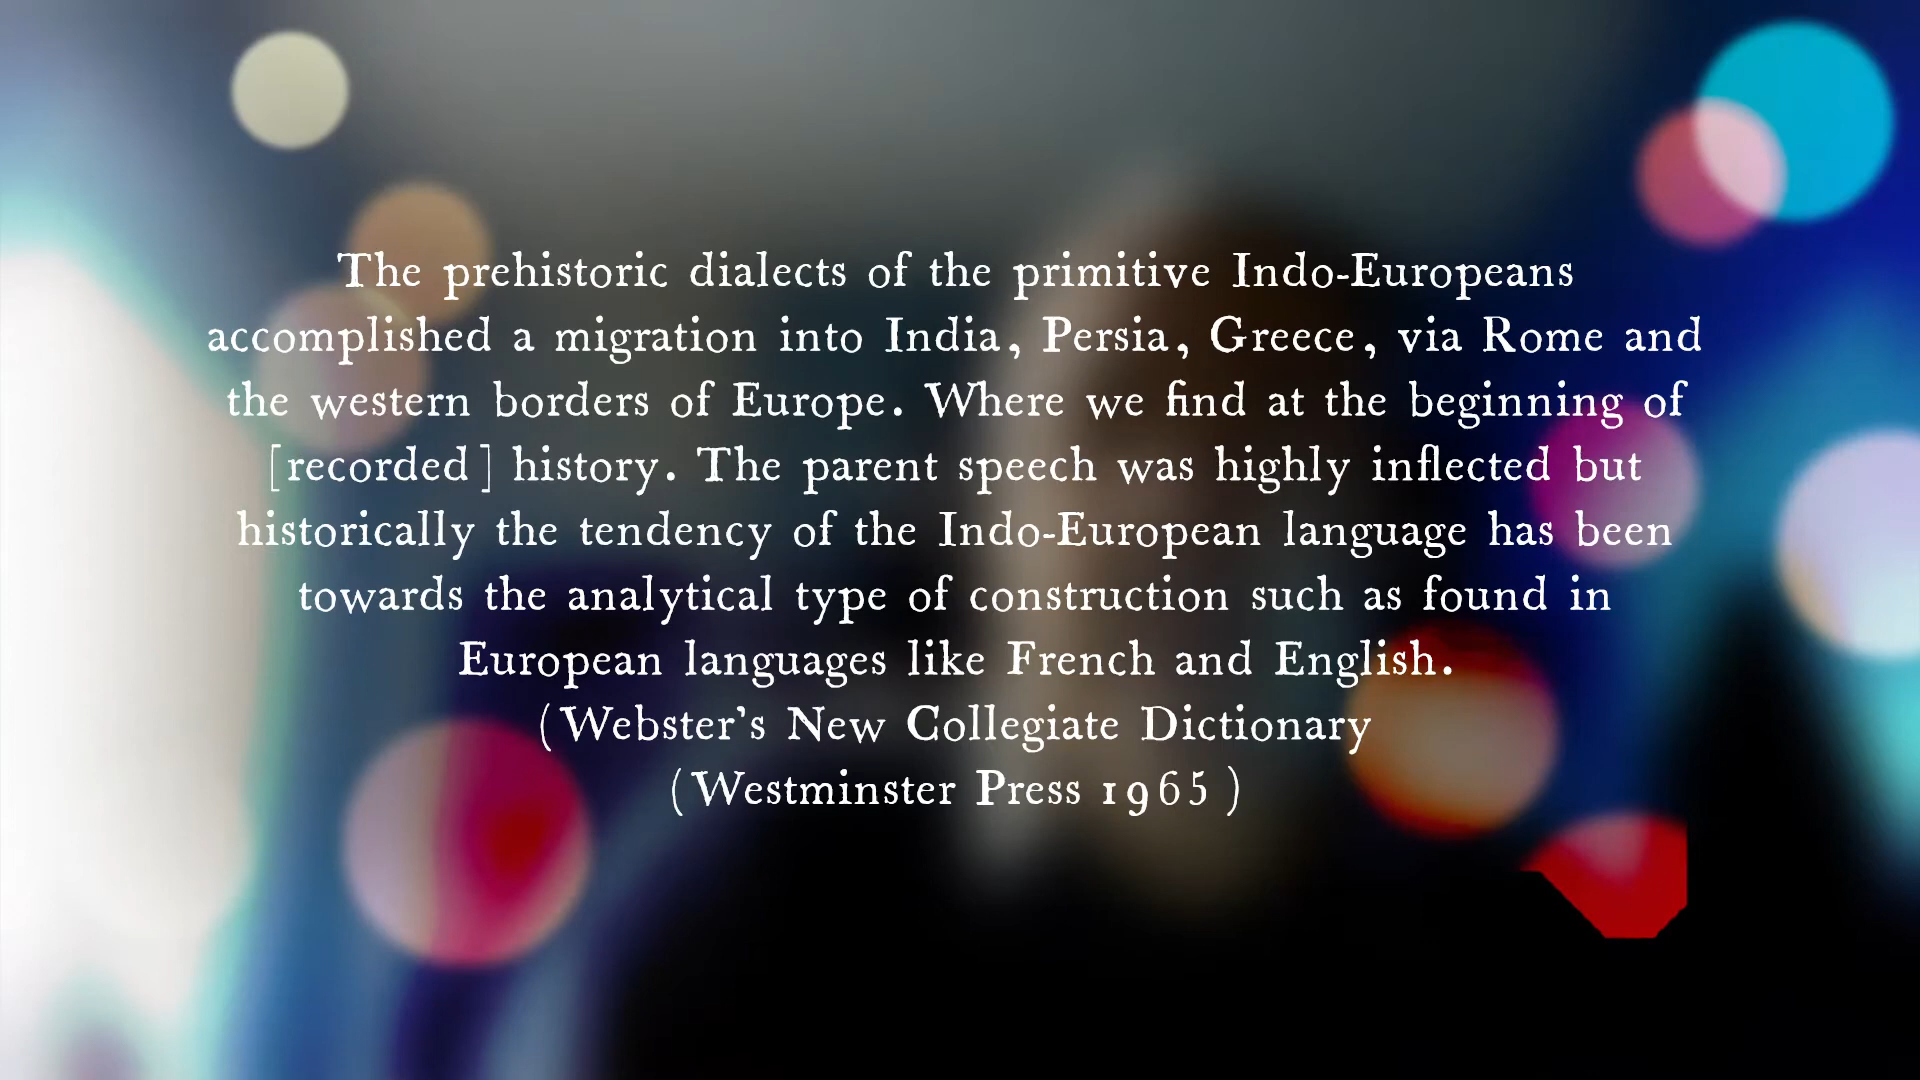 The prehistoric dialects of the primitive Indo-Europeans
accomplished a migration into India, Persia, Greece, via Rome and
the western borders of Europe. Where we find at the beginning of
[recorded] history. The parent speech was highly inflected but
historically the tendency of the Indo-European language has been
towards the analytical type of construction such as found in
European languages like French and English.
(Webster's New Collegiate Dictionary
(Westminster Press 1965 )